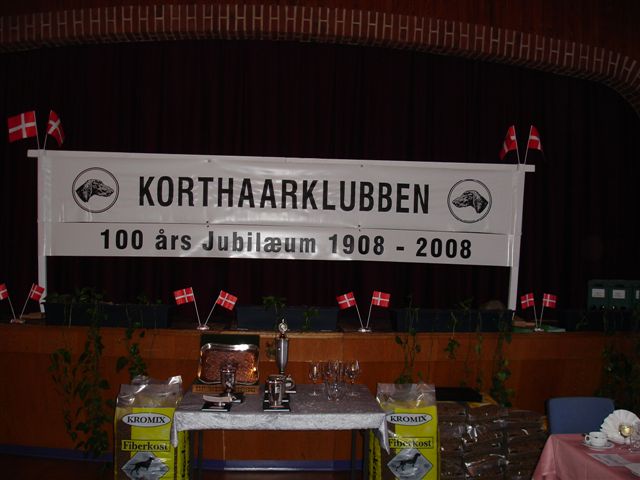 KORTHAARKLUBBEN
100 års Jubilæum 1908 - 2008
KROMIX
Fiberkost
KROMIX
Fiberkost